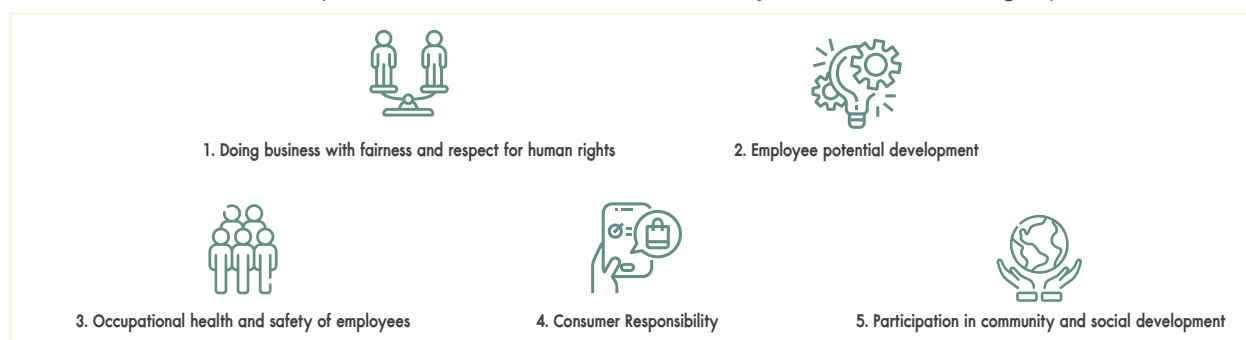 1. Doing business with fairness and respect for human rights
2. Employee potential development
3. Occupational health and safety of employees
4. Consumer Responsibility
5. Participation in community and social development